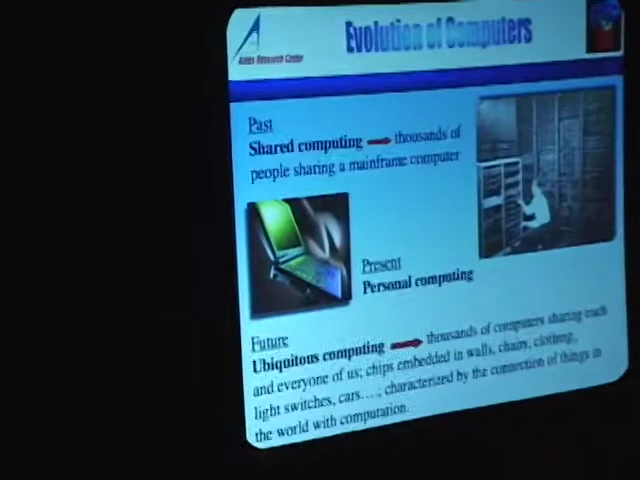 Ames Research Center
Evolution of Computers
Past
Shared computing thousands of
people sharing a mainframe computer
Present
Personal computing
Future
Ubiquitous computing thousands of computers sharing each
and everyone of us; chips embedded in walls, chairs, clothing,
light switches, cars…, characterized by the connection of things in
the world with computation.